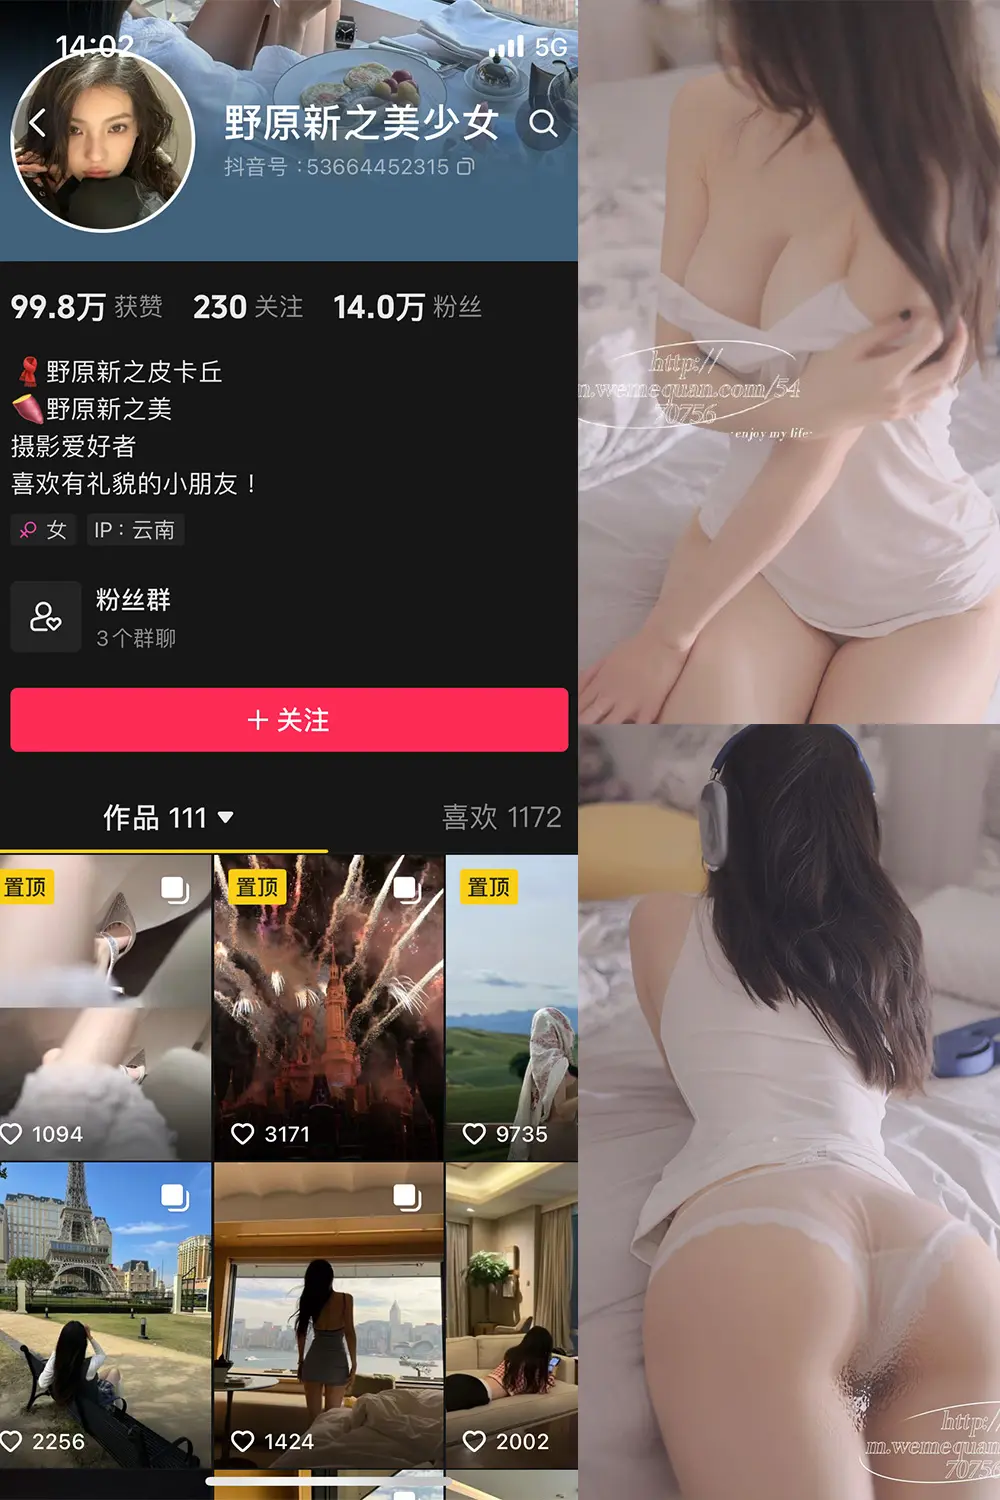 14:02
5G
野原新之美少女
抖音号：53664452315
99.8万 获赞 230 关注 14.0万 粉丝
野原新之皮卡丘
野原新之美
摄影爱好者
喜欢有礼貌的小朋友！
女 IP：云南
粉丝群
3个群聊
＋关注
作品 111 喜欢 1172
置顶 置顶 置顶
1094 3171 9735
2256 1424 2002
http://
m.wemequan.com/54
70756
·enjoy my life·
http:/
m.wemequan
70756